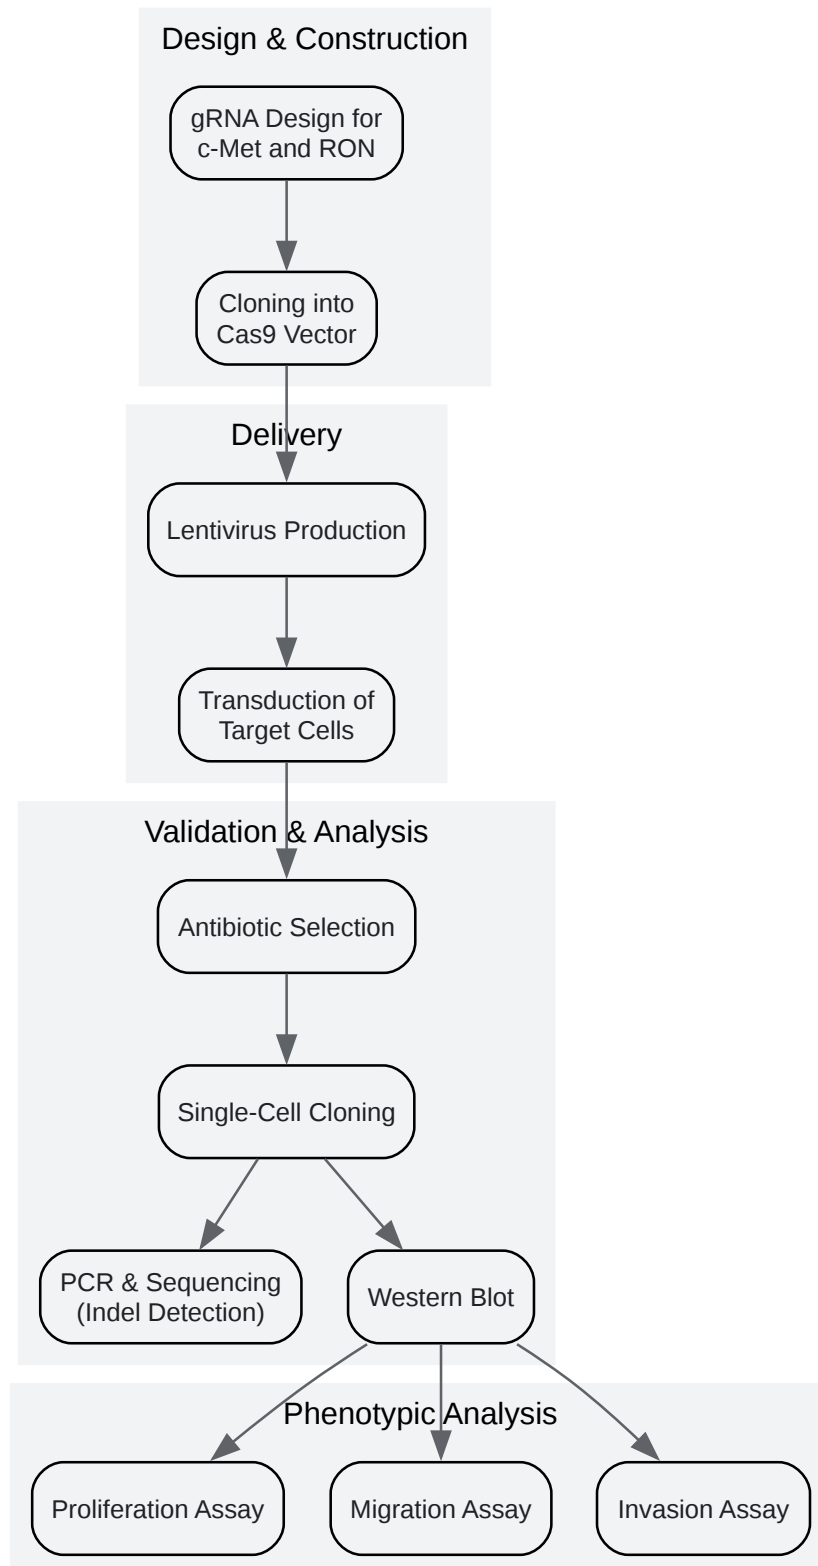 Design & Construction
gRNA Design for
c-Met and RON
Cloning into
Cas9 Vector
Delivery
Lentivirus Production
Transduction of
Target Cells
Validation & Analysis
Antibiotic Selection
Single-Cell Cloning
PCR & Sequencing
(Indel Detection)
Western Blot
Phenotypic Analysis
Proliferation Assay
Migration Assay
Invasion Assay